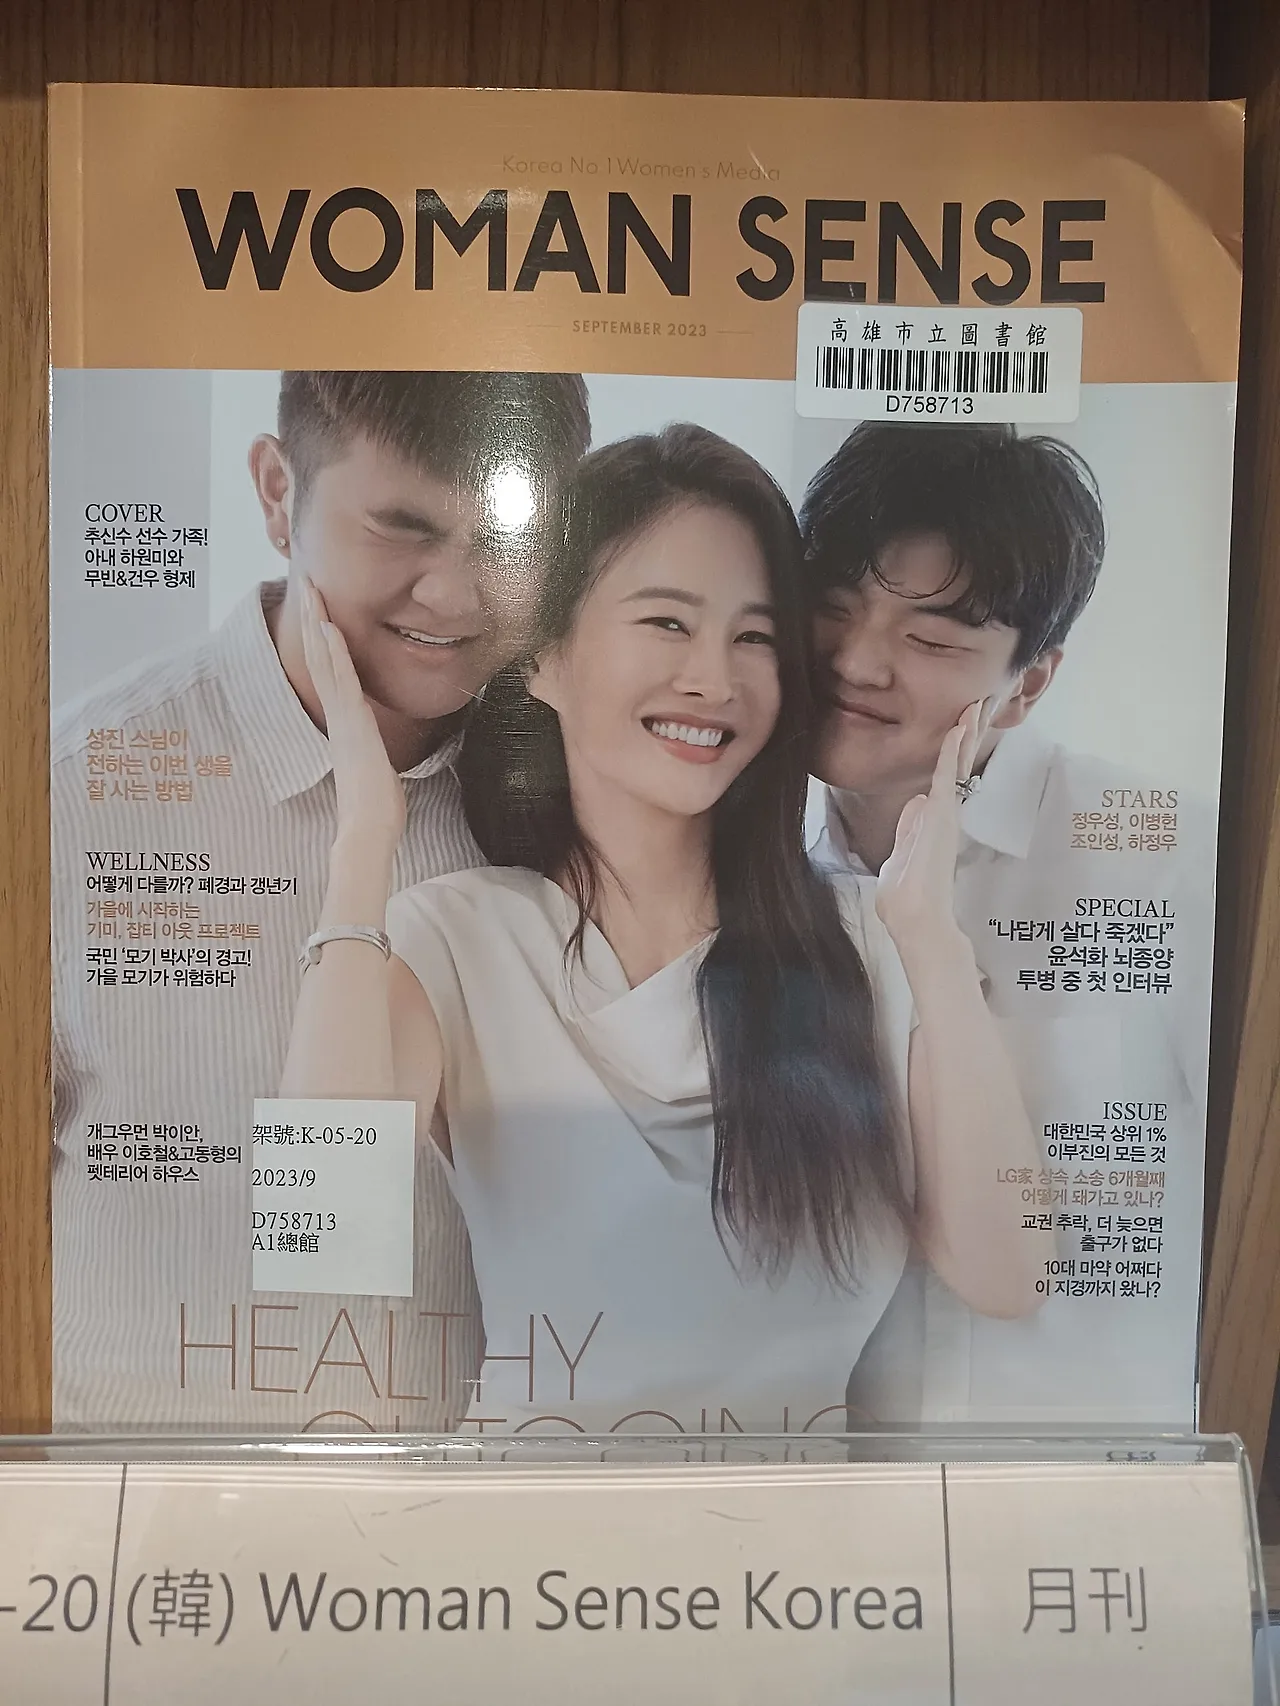 Korea No.1 Women's Media
WOMAN SENSE
SEPTEMBER 2023
高雄市立圖書館
D758713
COVER
추신수 선수 가족!
아내 하원미와
무빈&건우 형제
성진 스님이
전하는 이번 생을
잘 사는 방법
WELLNESS
어떻게 다를까? 폐경과 갱년기
가을에 시작하는
기미, 잡티 아웃 프로젝트
국민 '모기 박사'의 경고!
가을 모기가 위험하다
개그우먼 박이안,
배우 이호철&고동형의
펫테리어 하우스
架號:K-05-20
2023/9
D758713
A1總館
STARS
정우성, 이병헌
조인성, 하정우
SPECIAL
“나답게 살다 죽겠다”
윤석화 뇌종양
투병 중 첫 인터뷰
ISSUE
대한민국 상위 1%
이부진의 모든 것
LG家 상속 소송 6개월째
어떻게 돼가고 있나?
교권 추락, 더 늦으면
출구가 없다
10대 마약 어쩌다
이 지경까지 왔나?
HEALTHY
OUTGOING
-20 (韓) Woman Sense Korea 月刊